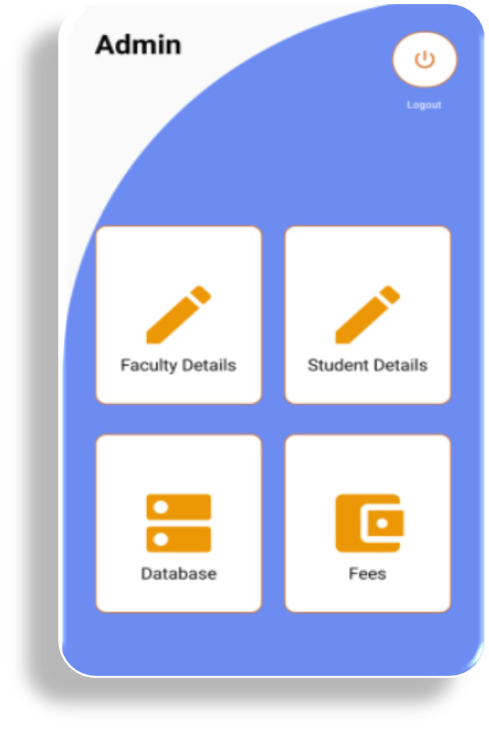 Admin
Logout
Faculty Details
Student Details
Database
Fees